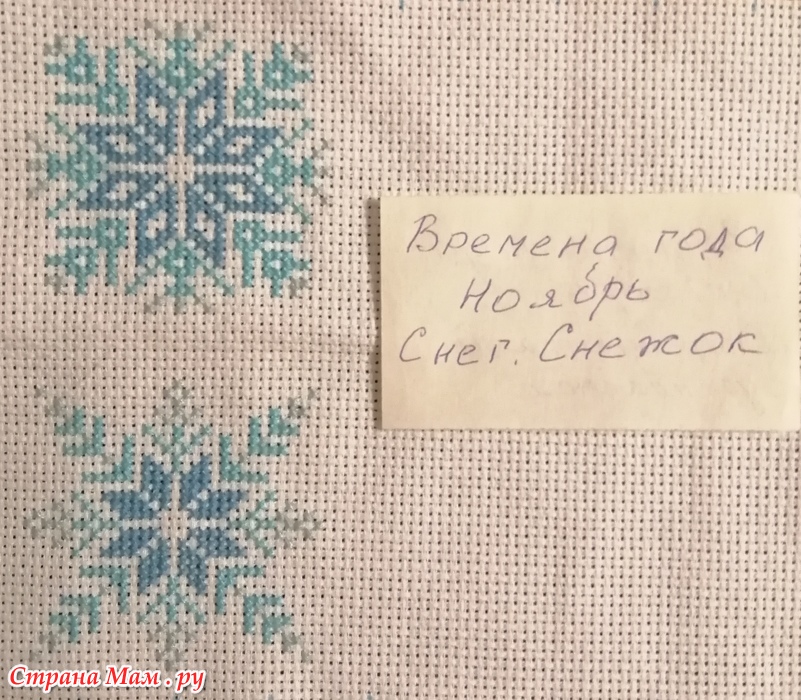 Времена года
Ноябрь
Снег. Снежок
Страна Мам.ру